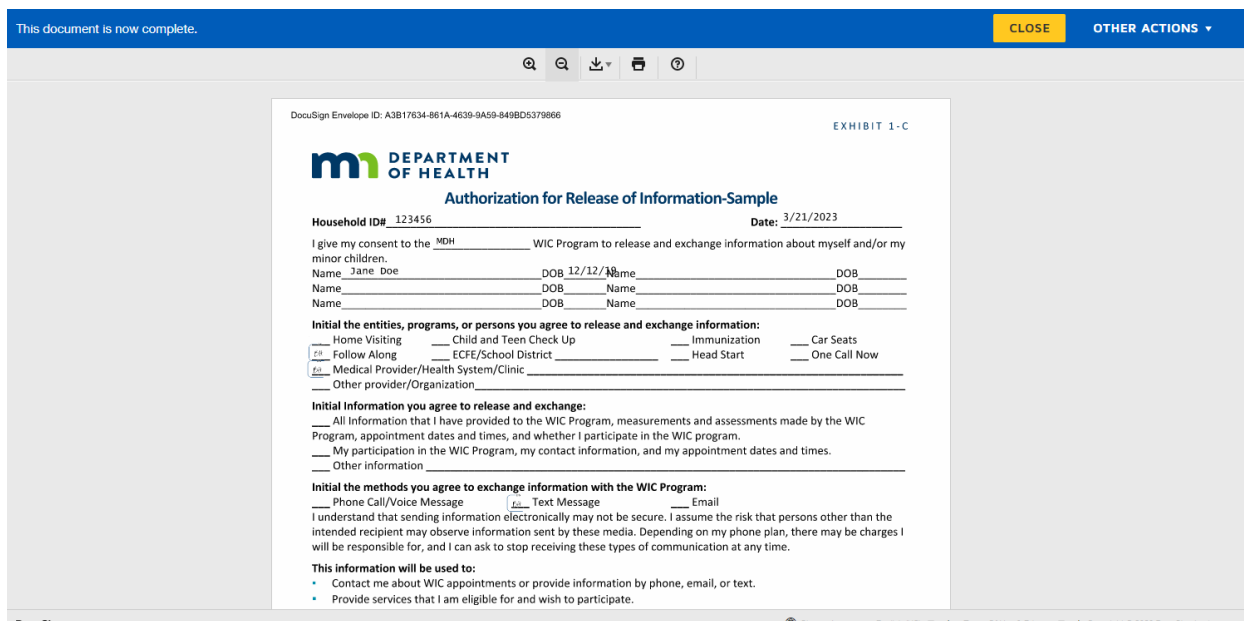 This document is now complete.
CLOSE
OTHER ACTIONS
DocuSign Envelope ID: A3B17634-861A-4639-9A59-849BD5379866
EXHIBIT 1-C
mn DEPARTMENT
OF HEALTH
Authorization for Release of Information-Sample
Household ID# 123456 Date: 3/21/2023
I give my consent to the MDH WIC Program to release and exchange information about myself and/or my
minor children.
Name Jane Doe DOB 12/12/19 Name DOB
Name DOB Name DOB
Name DOB Name DOB
Initial the entities, programs, or persons you agree to release and exchange information:
___ Home Visiting ___ Child and Teen Check Up ___ Immunization ___ Car Seats
Follow Along ___ ECFE/School District ___ Head Start ___ One Call Now
Medical Provider/Health System/Clinic
___ Other provider/Organization
Initial Information you agree to release and exchange:
___ All Information that I have provided to the WIC Program, measurements and assessments made by the WIC
Program, appointment dates and times, and whether I participate in the WIC program.
___ My participation in the WIC Program, my contact information, and my appointment dates and times.
___ Other information
Initial the methods you agree to exchange information with the WIC Program:
___ Phone Call/Voice Message Text Message ___ Email
I understand that sending information electronically may not be secure. I assume the risk that persons other than the
intended recipient may observe information sent by these media. Depending on my phone plan, there may be charges I
will be responsible for, and I can ask to stop receiving these types of communication at any time.
This information will be used to:
▪ Contact me about WIC appointments or provide information by phone, email, or text.
▪ Provide services that I am eligible for and wish to participate.